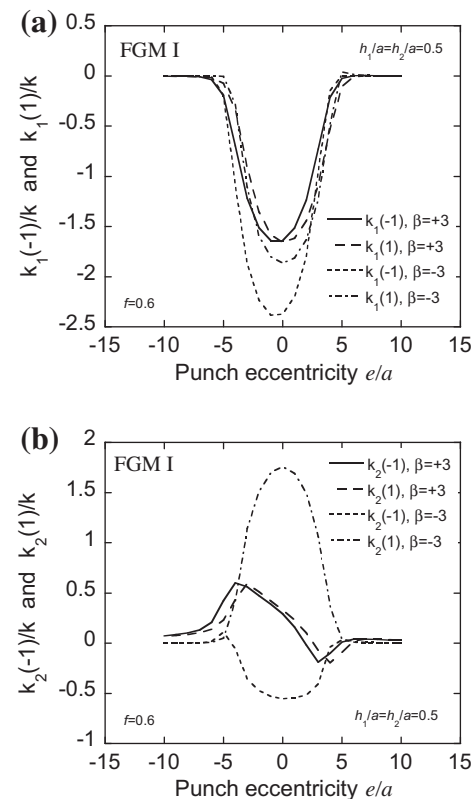 (a)
FGM I
h₁/a=h₂/a=0.5
0.5
0
-0.5
-1
-1.5
-2
-2.5
k₁(-1)/k and k₁(1)/k
k₁(-1), β=+3
k₁(1), β=+3
k₁(-1), β=-3
k₁(1), β=-3
f=0.6
-15 -10 -5 0 5 10 15
Punch eccentricity e/a
(b)
FGM I
2
1.5
1
0.5
0
-0.5
-1
k₂(-1)/k and k₂(1)/k
k₂(-1), β=+3
k₂(1), β=+3
k₂(-1), β=-3
k₂(1), β=-3
f=0.6
h₁/a=h₂/a=0.5
-15 -10 -5 0 5 10 15
Punch eccentricity e/a